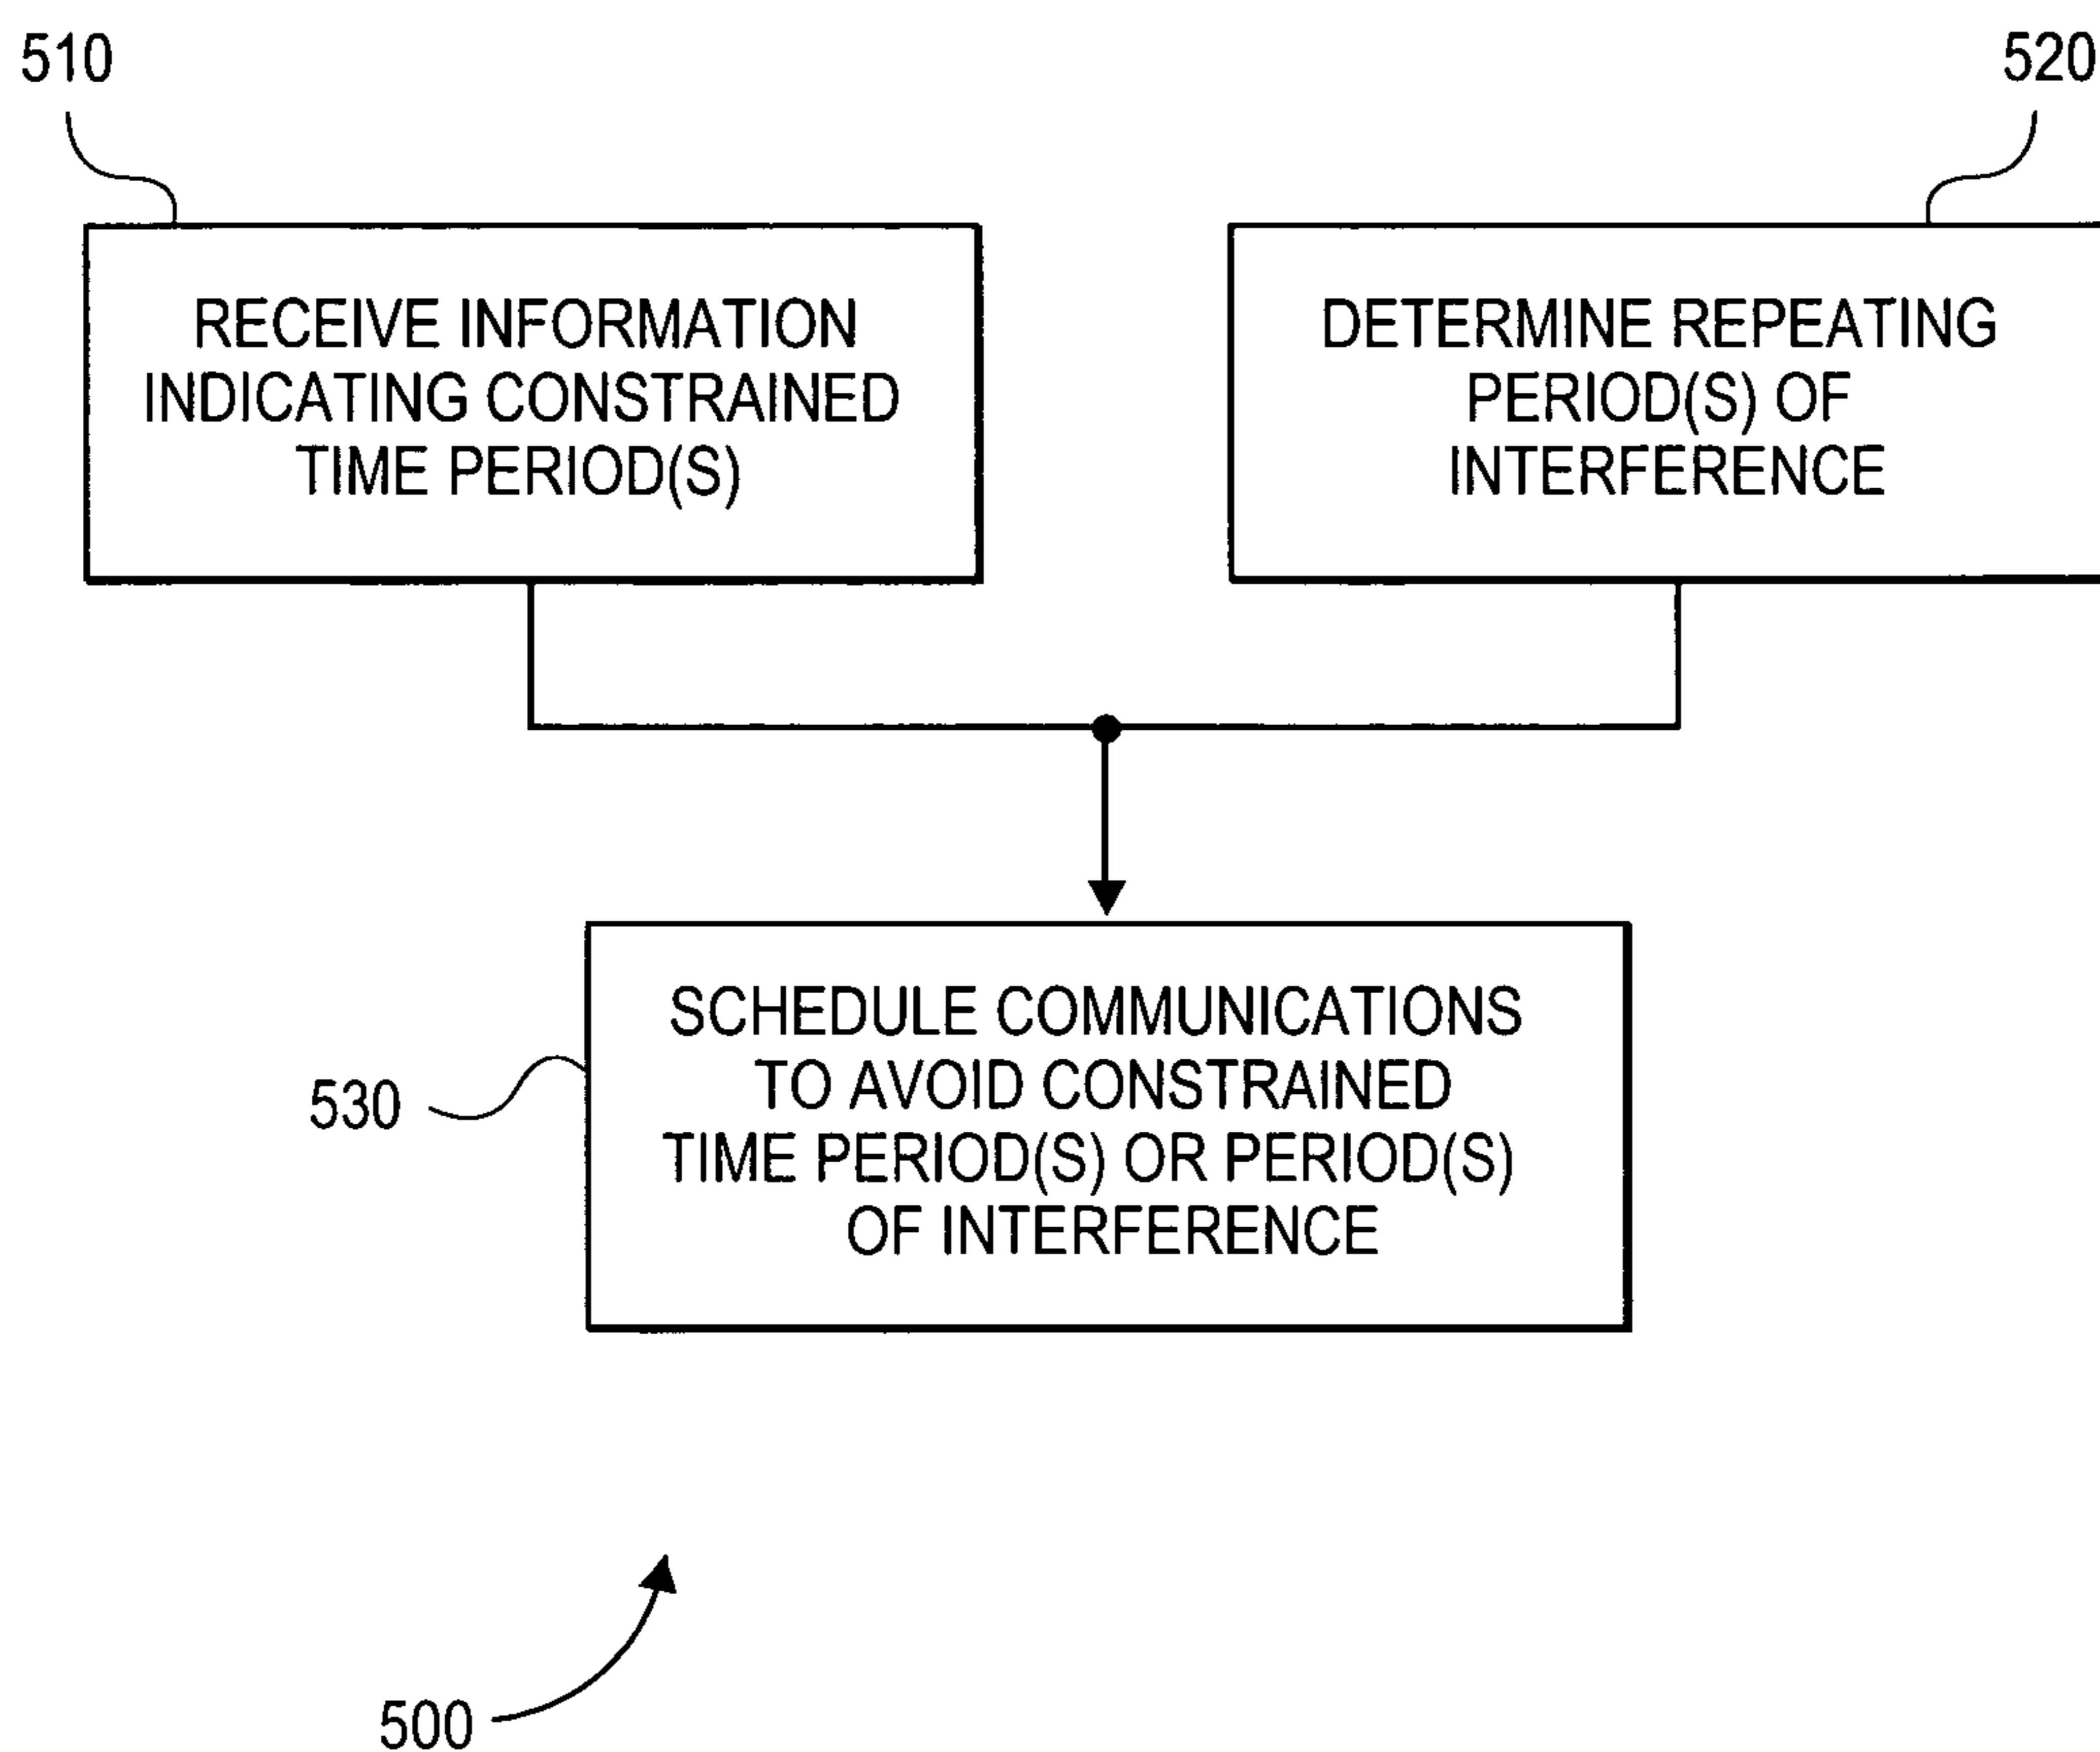 510
520
RECEIVE INFORMATION
INDICATING CONSTRAINED
TIME PERIOD(S)
DETERMINE REPEATING
PERIOD(S) OF
INTERFERENCE
SCHEDULE COMMUNICATIONS
TO AVOID CONSTRAINED
TIME PERIOD(S) OR PERIOD(S)
OF INTERFERENCE
530
500